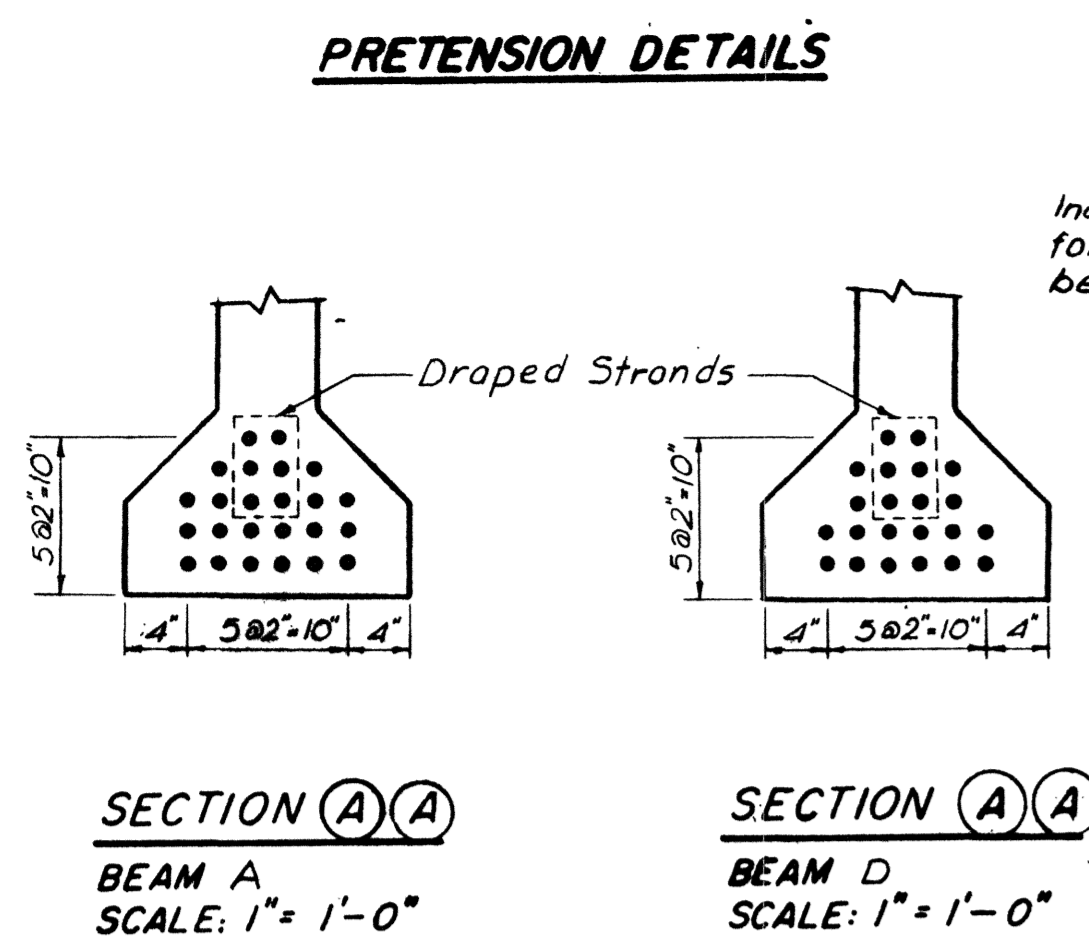 PRETENSION DETAILS
Draped Strands
5@2"=10"
4" 5@2"=10" 4"
5@2"=10"
4" 5@2"=10" 4"
SECTION A A
BEAM A
SCALE: 1" = 1'-0"
SECTION A A
BEAM D
SCALE: 1" = 1'-0"